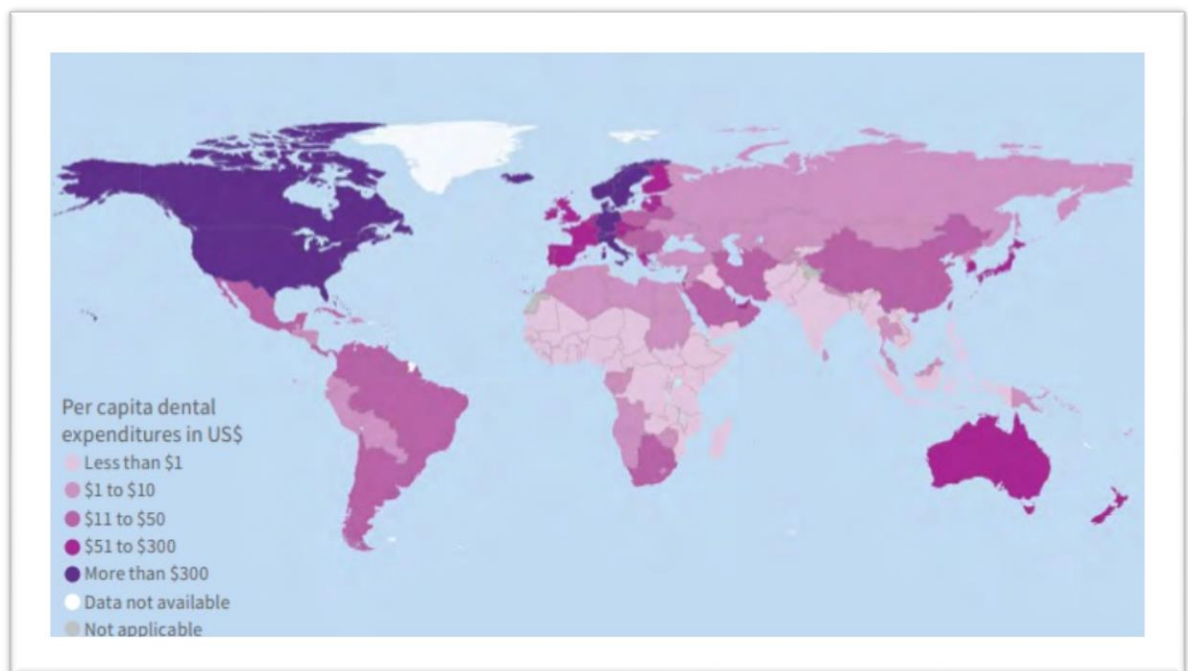 Per capita dental
expenditures in US$
Less than $1
$1 to $10
$11 to $50
$51 to $300
More than $300
Data not available
Not applicable